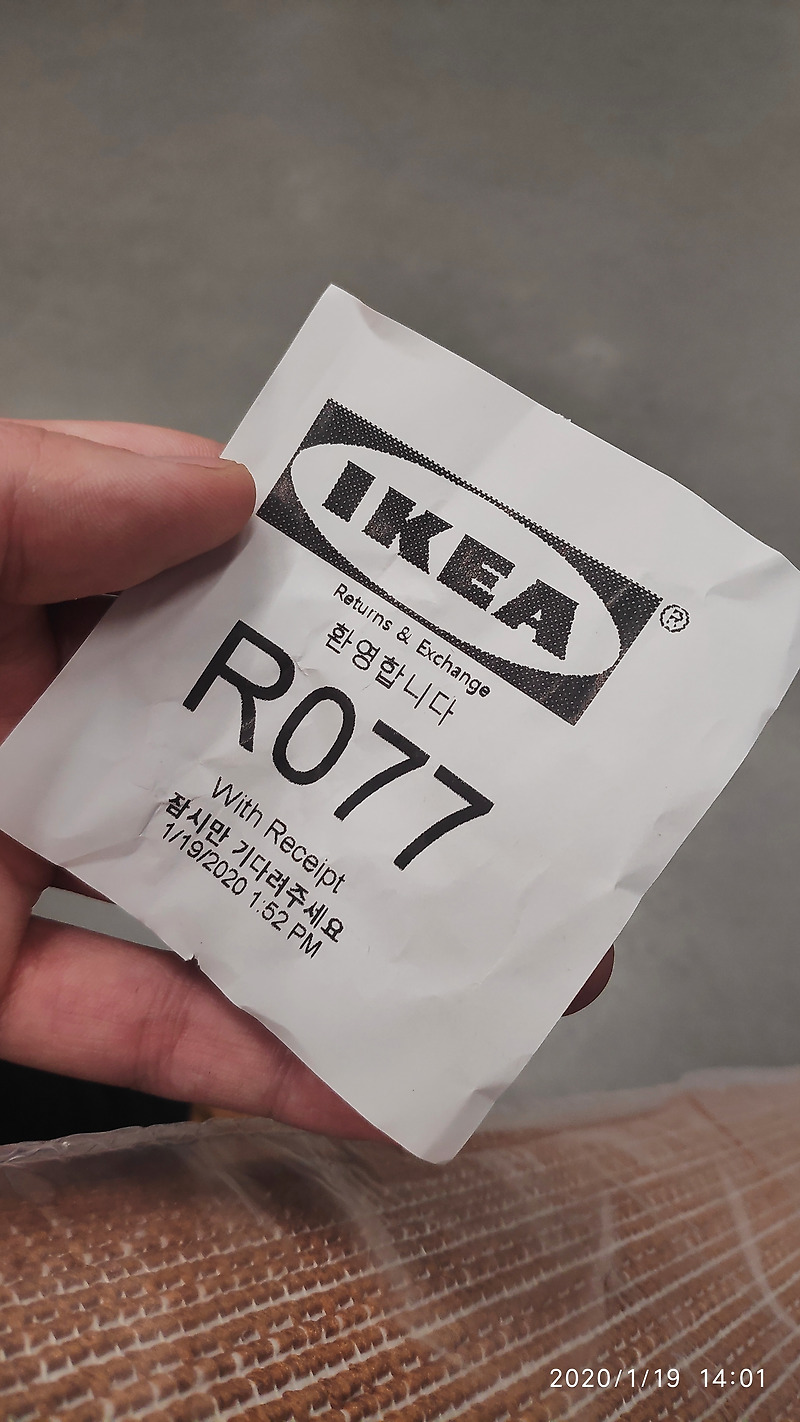 IKEA®
Returns & Exchange
환영합니다
R077
With Receipt
잠시만 기다려주세요
1/19/2020 1:52 PM
2020/1/19 14:01